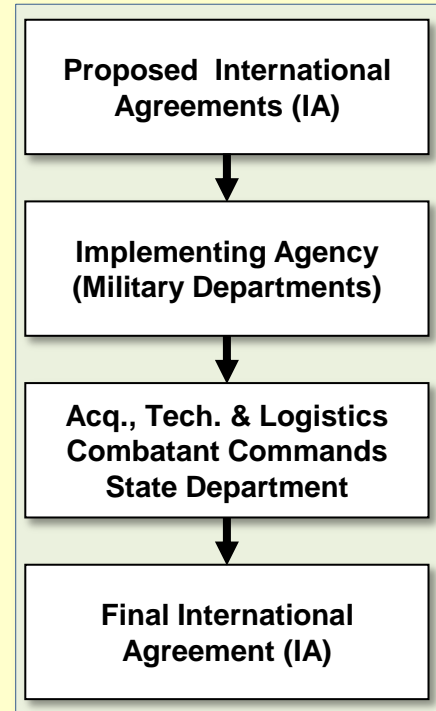 Proposed International
Agreements (IA)
Implementing Agency
(Military Departments)
Acq., Tech. & Logistics
Combatant Commands
State Department
Final International
Agreement (IA)